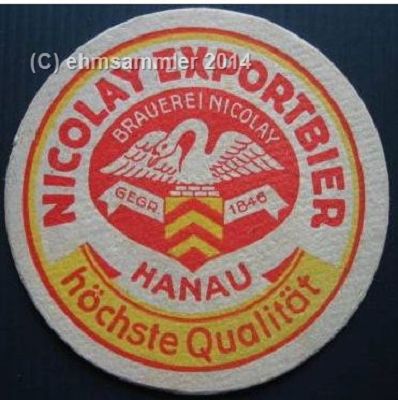 (C) ehmsammler 2014
NICOLAY EXPORTBIER
BRAUEREI NICOLAY
GEGR. 1846
HANAU
höchste Qualität